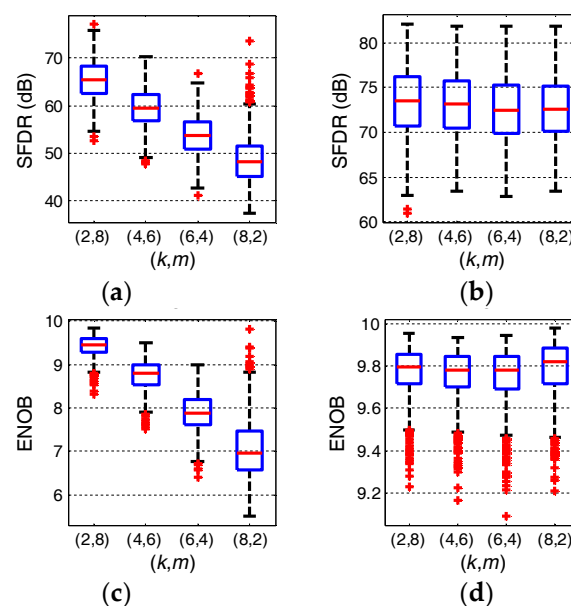 70
60
50
40
SFDR (dB)
(2,8) (4,6) (6,4) (8,2)
(k,m)
(a)
80
75
70
65
60
SFDR (dB)
(2,8) (4,6) (6,4) (8,2)
(k,m)
(b)
10
9
8
7
6
ENOB
(2,8) (4,6) (6,4) (8,2)
(k,m)
(c)
10
9.8
9.6
9.4
9.2
ENOB
(2,8) (4,6) (6,4) (8,2)
(k,m)
(d)